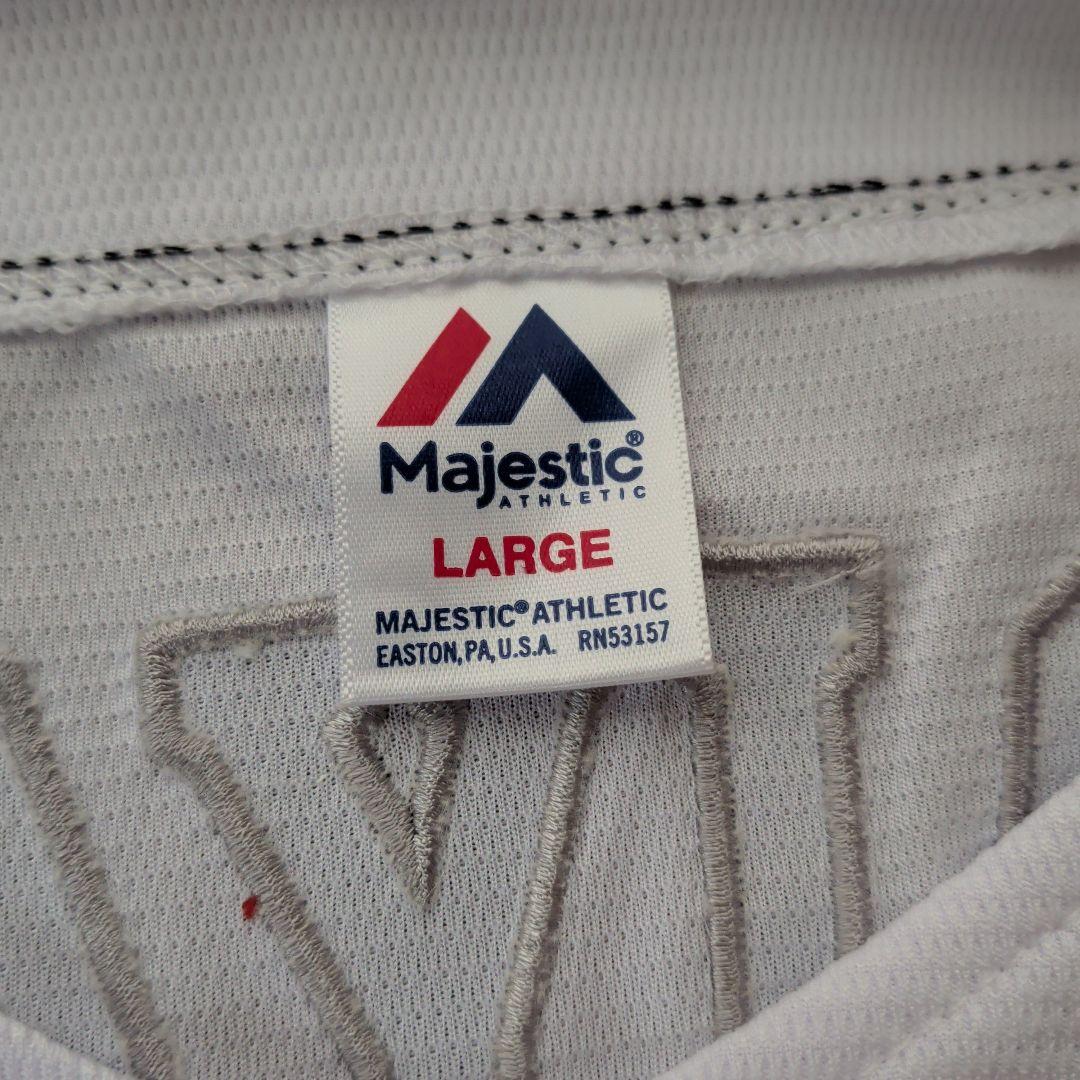 Majestic®
ATHLETIC
LARGE
MAJESTIC® ATHLETIC
EASTON, PA, U.S.A. RN53157